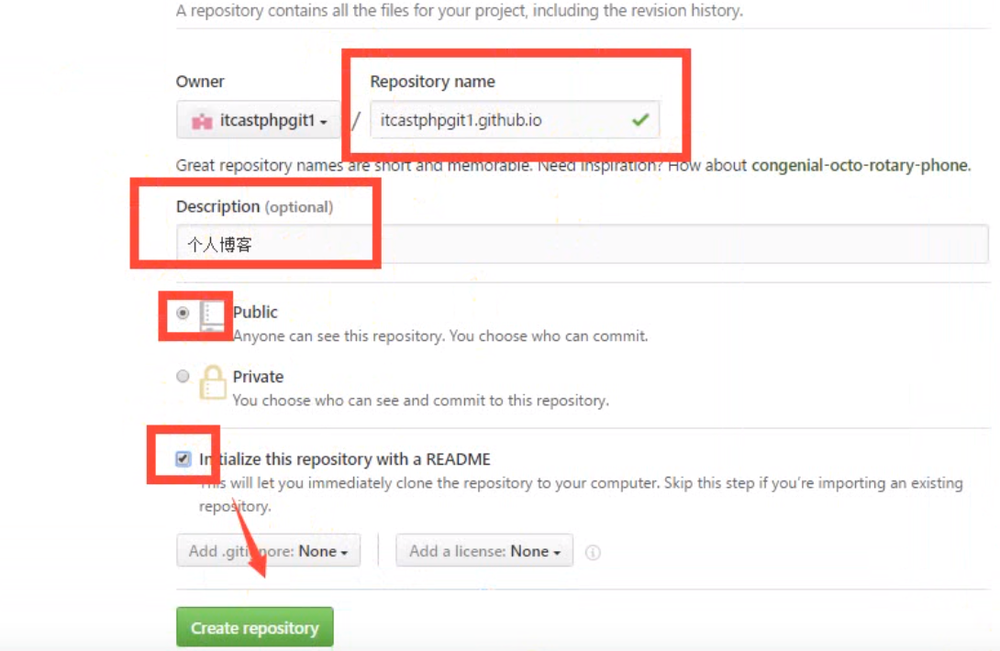 A repository contains all the files for your project, including the revision history.
Owner
Repository name
itcastphpgit1 / itcastphpgit1.github.io
Great repository names are short and memorable. Need inspiration? How about congenial-octo-rotary-phone.
Description (optional)
个人博客
Public
Anyone can see this repository. You choose who can commit.
Private
You choose who can see and commit to this repository.
Initialize this repository with a README
This will let you immediately clone the repository to your computer. Skip this step if you're importing an existing
repository.
Add .gitignore: None
Add a license: None
Create repository